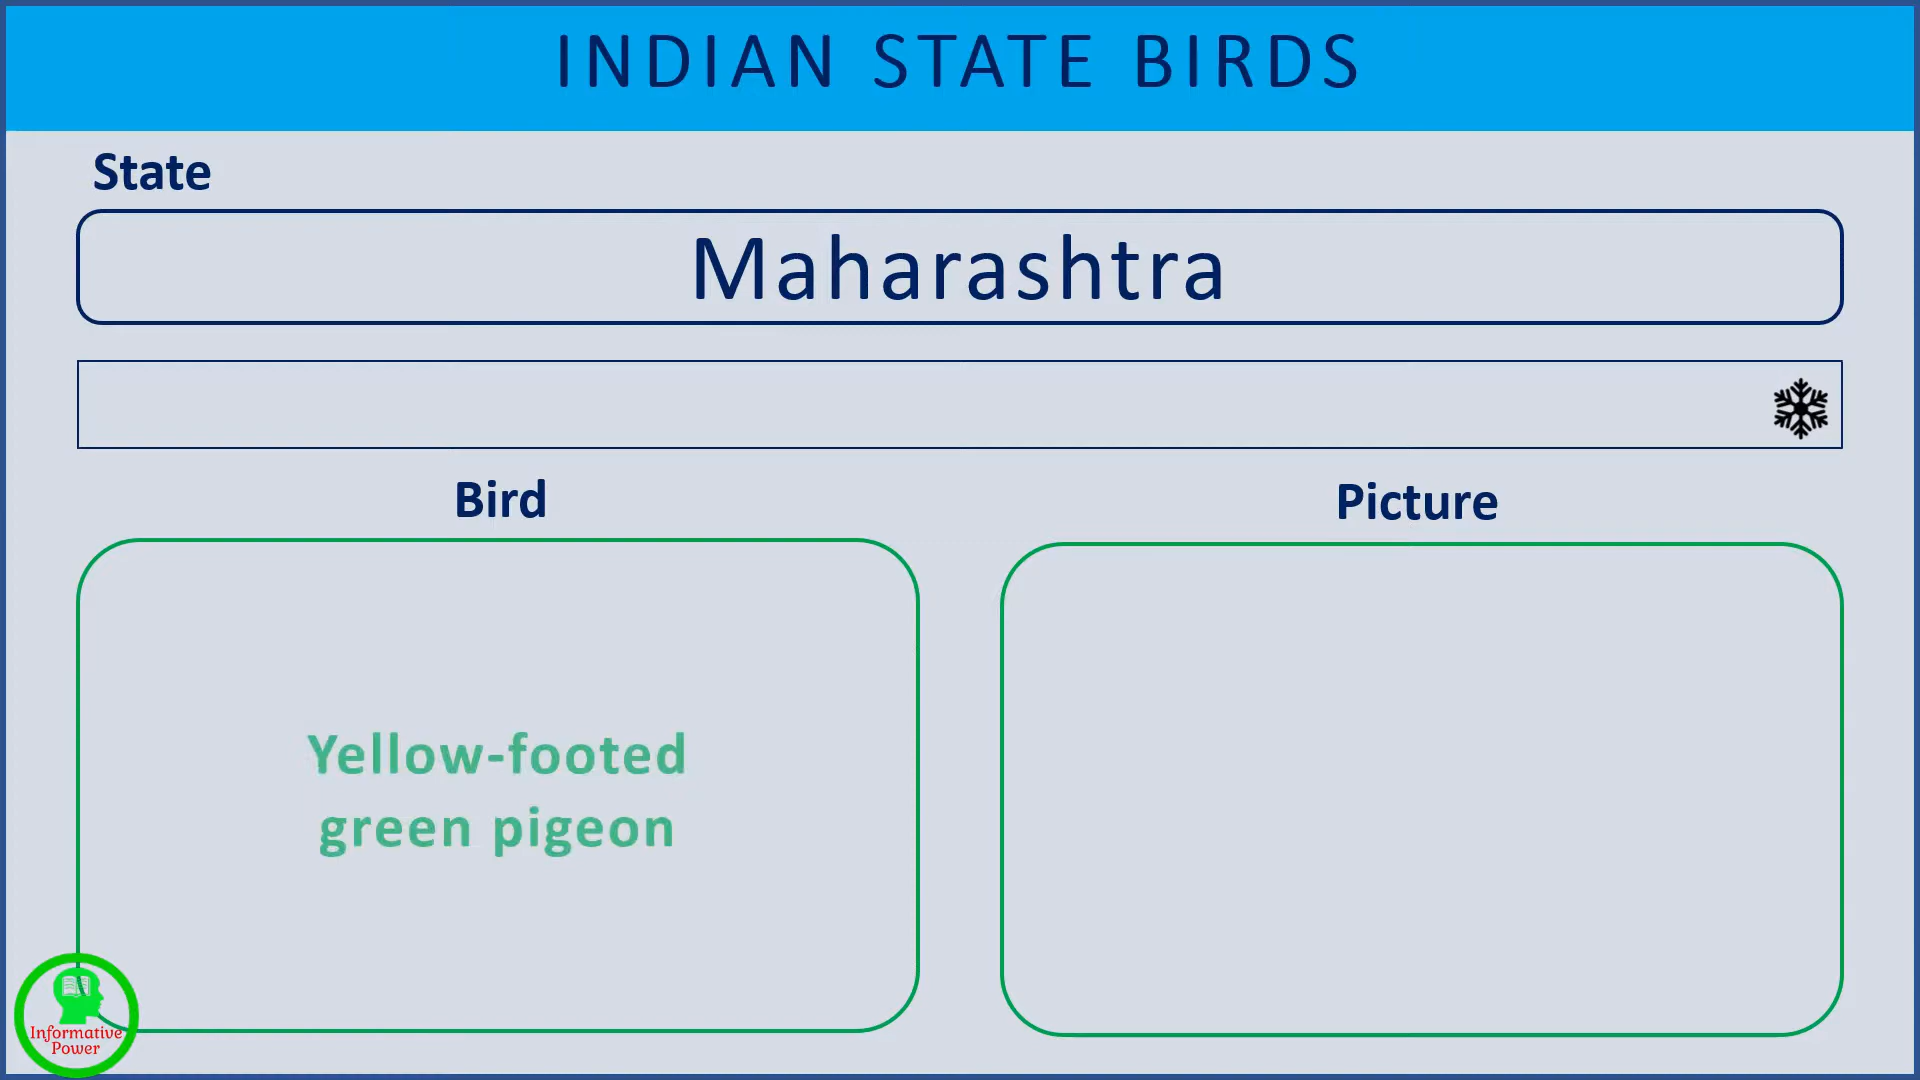 INDIAN STATE BIRDS
State
Maharashtra
Bird
Picture
Yellow-footed
green pigeon
Informative
Power